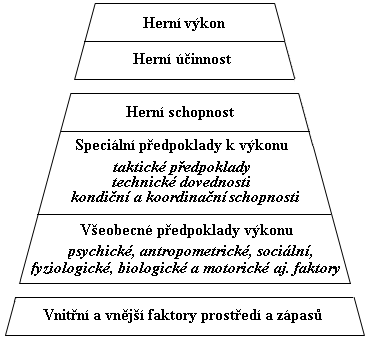 Herní výkon
Herní účinnost
Herní schopnost
Speciální předpoklady k výkonu
taktické předpoklady
technické dovednosti
kondiční a koordinační schopnosti
Všeobecné předpoklady výkonu
psychické, antropometrické, sociální,
fyziologické, biologické a motorické aj. faktory
Vnitřní a vnější faktory prostředí a zápasů